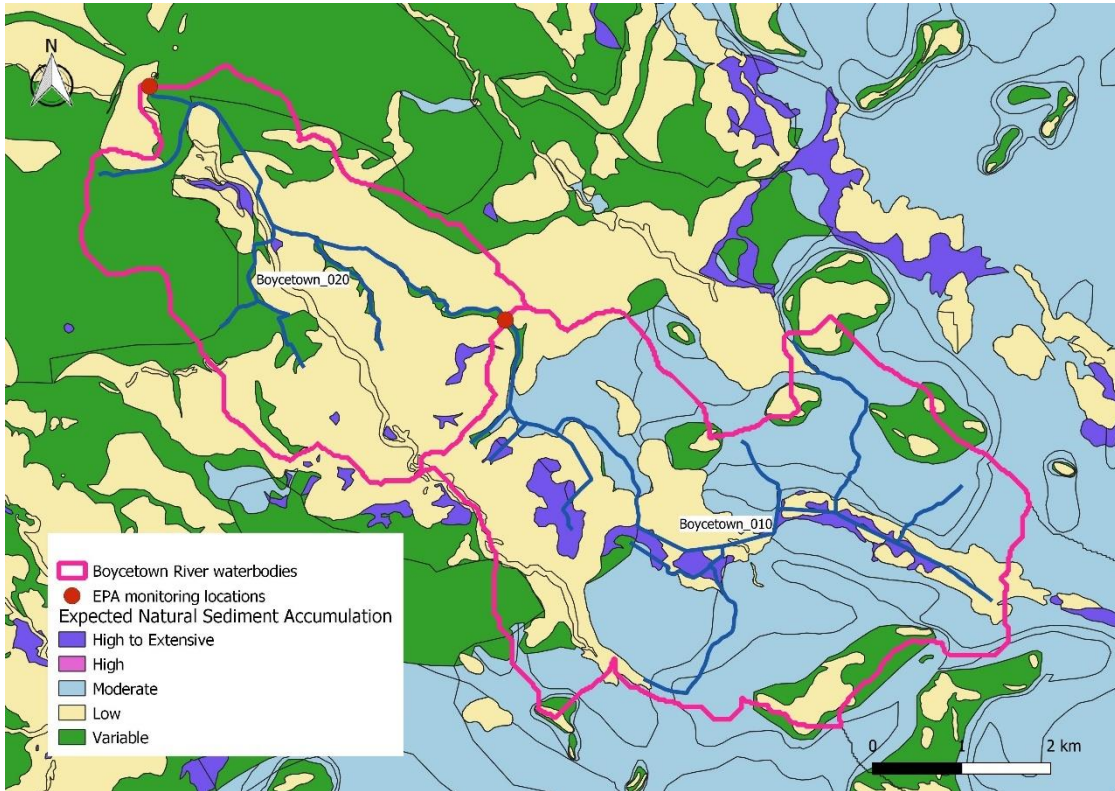 N
Boycetown_020
Boycetown_010
Boycetown River waterbodies
EPA monitoring locations
Expected Natural Sediment Accumulation
High to Extensive
High
Moderate
Low
Variable
0 1 2 km